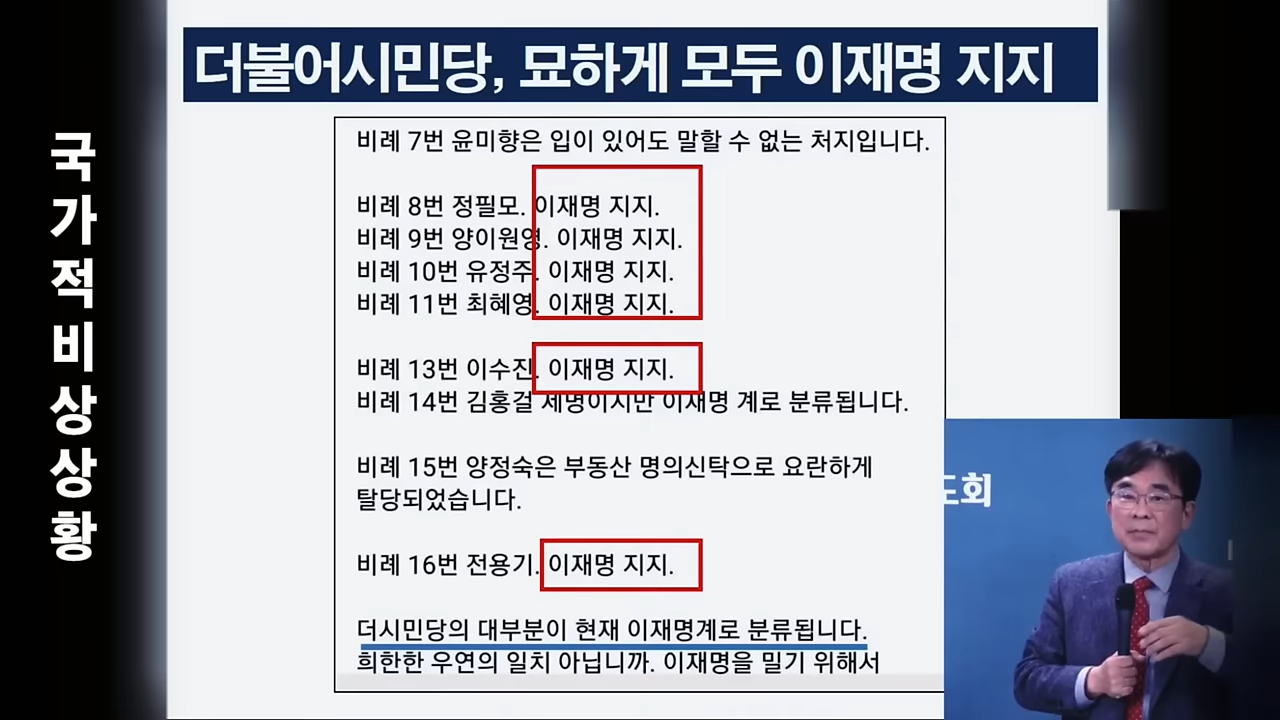 더불어시민당, 묘하게 모두 이재명 지지
국가적비상상황
비례 7번 윤미향은 입이 있어도 말할 수 없는 처지입니다.
비례 8번 정필모. 이재명 지지.
비례 9번 양이원영. 이재명 지지.
비례 10번 유정주. 이재명 지지.
비례 11번 최혜영. 이재명 지지.
비례 13번 이수진. 이재명 지지.
비례 14번 김홍걸 제명이지만 이재명 계로 분류됩니다.
비례 15번 양정숙은 부동산 명의신탁으로 요란하게
탈당되었습니다.
비례 16번 전용기. 이재명 지지.
더시민당의 대부분이 현재 이재명계로 분류됩니다.
희한한 우연의 일치 아닙니까. 이재명을 밀기 위해서
도회